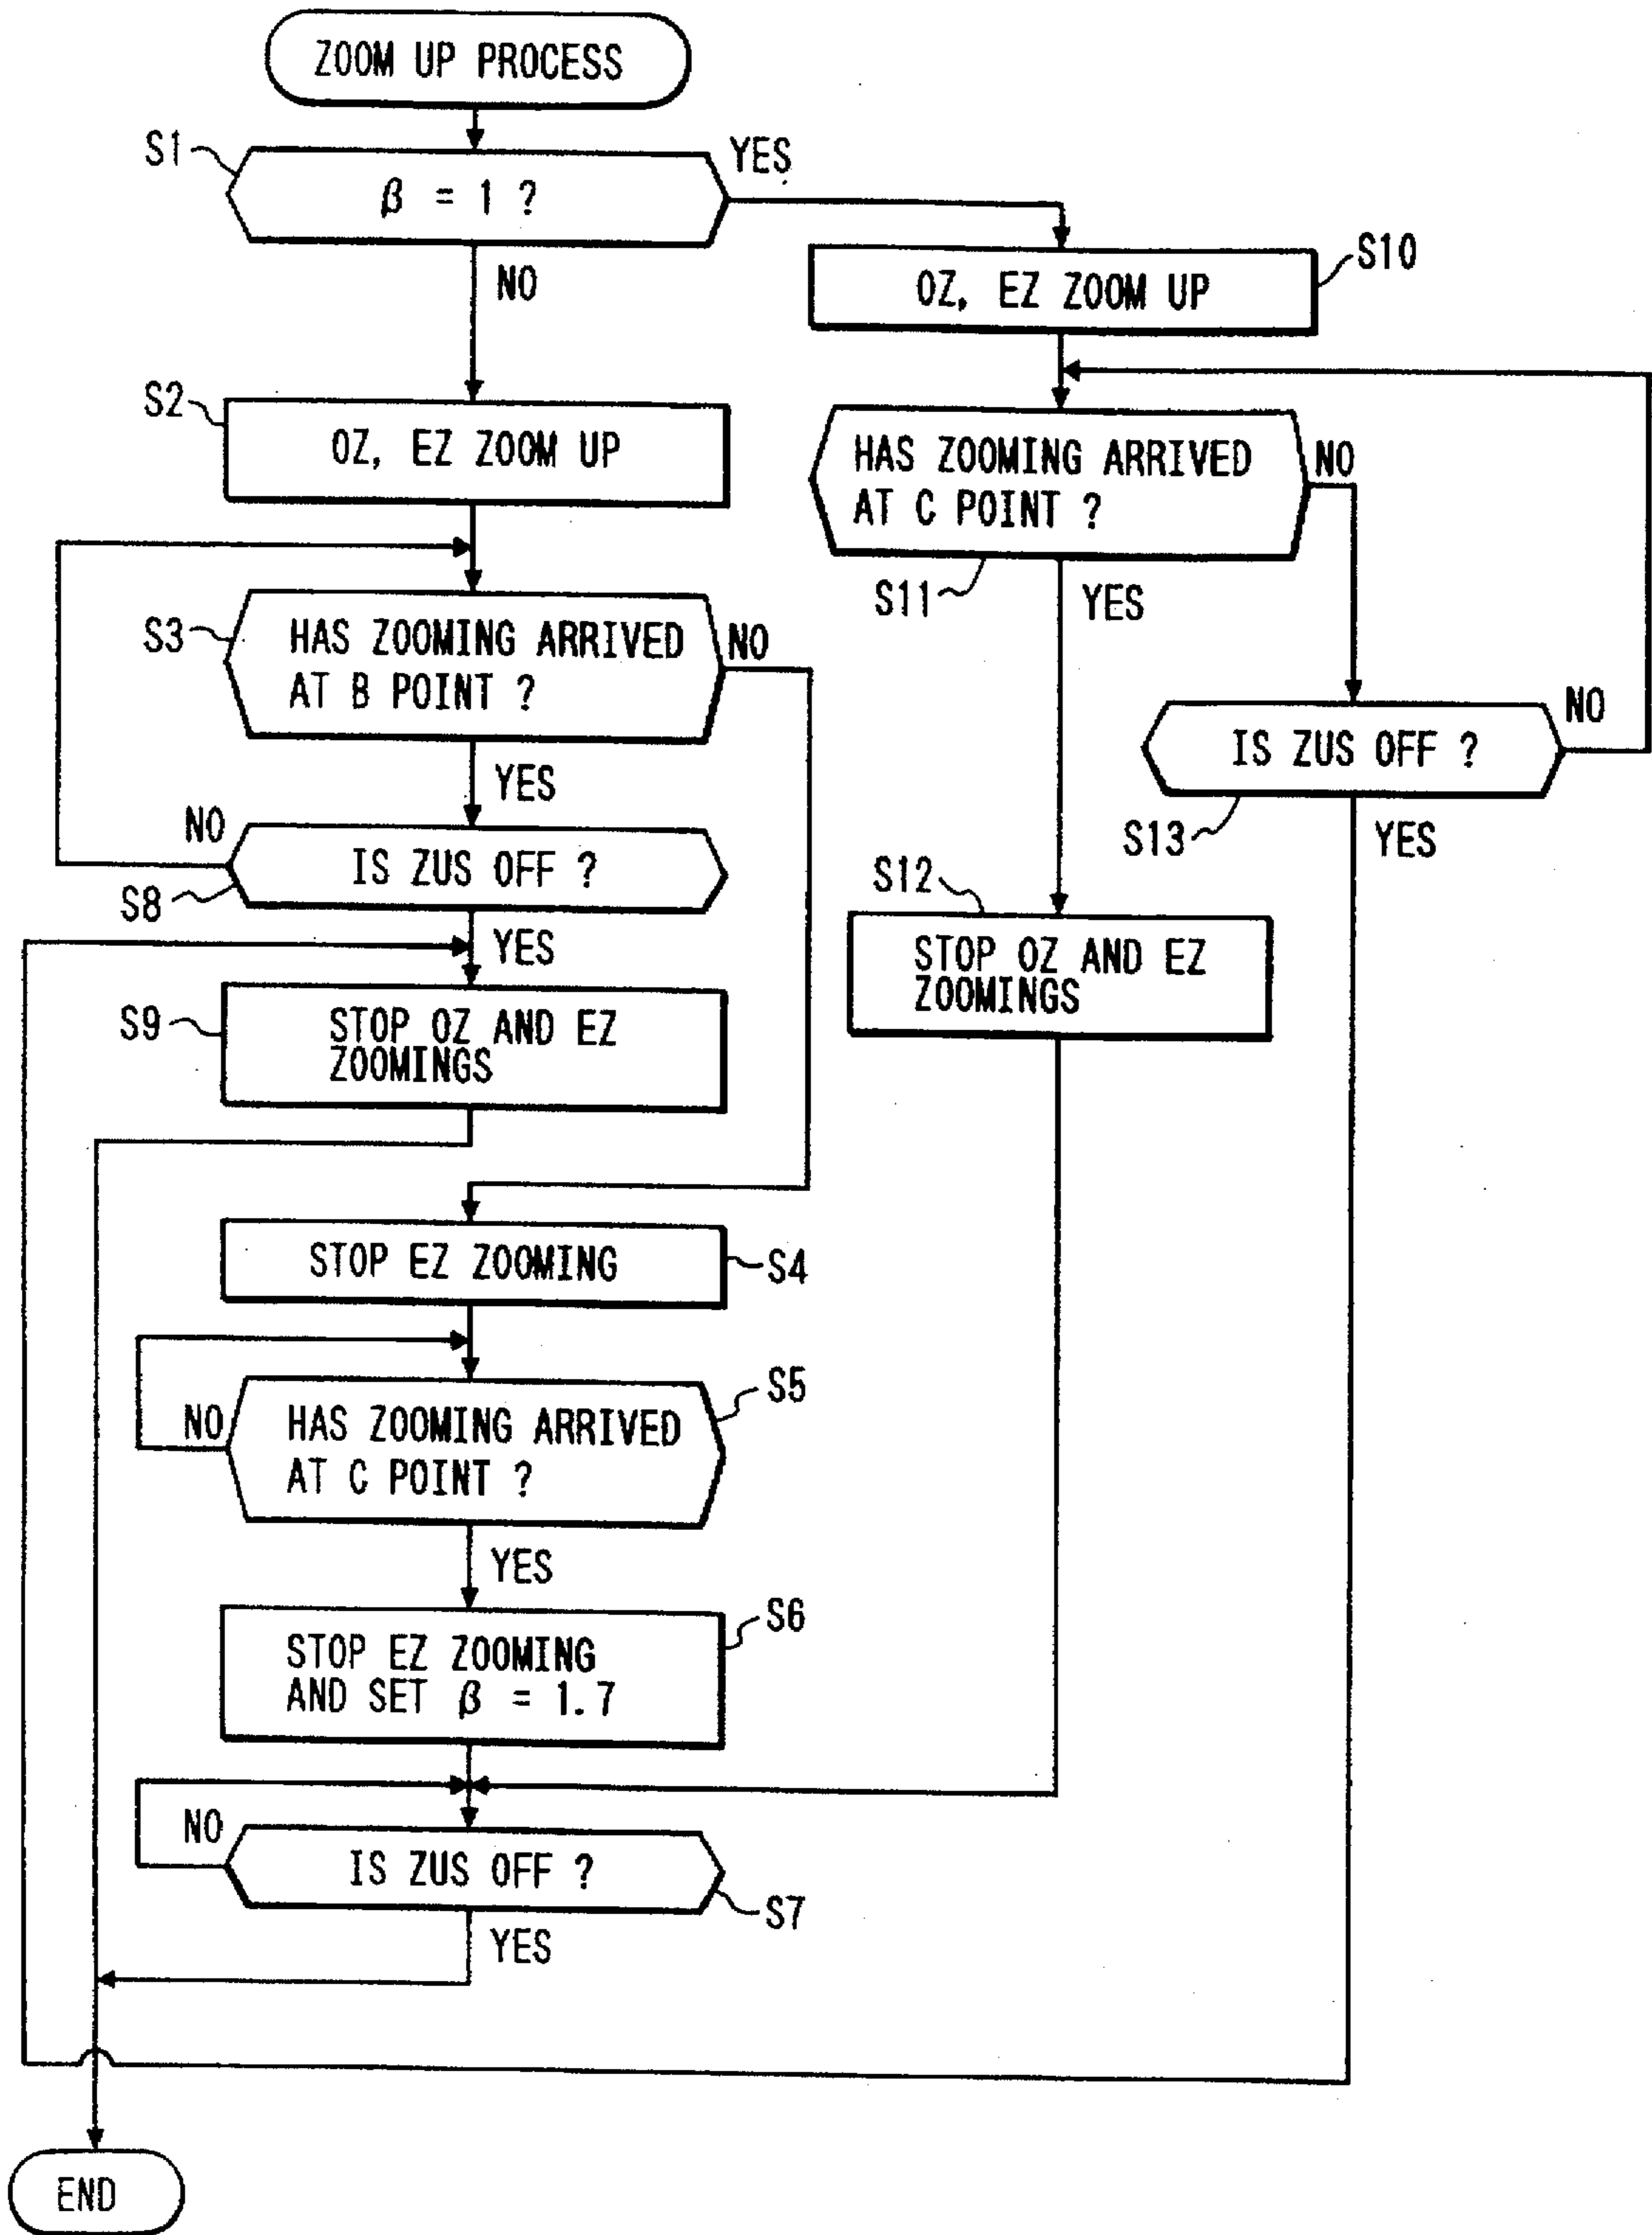 ZOOM UP PROCESS
S1
β = 1 ?
YES
NO
S2
OZ, EZ ZOOM UP
S3
HAS ZOOMING ARRIVED
AT B POINT ?
NO
YES
NO
S8
IS ZUS OFF ?
YES
S9
STOP OZ AND EZ
ZOOMINGS
STOP EZ ZOOMING
S4
S5
NO
HAS ZOOMING ARRIVED
AT C POINT ?
YES
S6
STOP EZ ZOOMING
AND SET β = 1.7
NO
IS ZUS OFF ?
S7
YES
END
S10
OZ, EZ ZOOM UP
HAS ZOOMING ARRIVED
AT C POINT ?
NO
S11
YES
IS ZUS OFF ?
NO
S13
YES
S12
STOP OZ AND EZ
ZOOMINGS